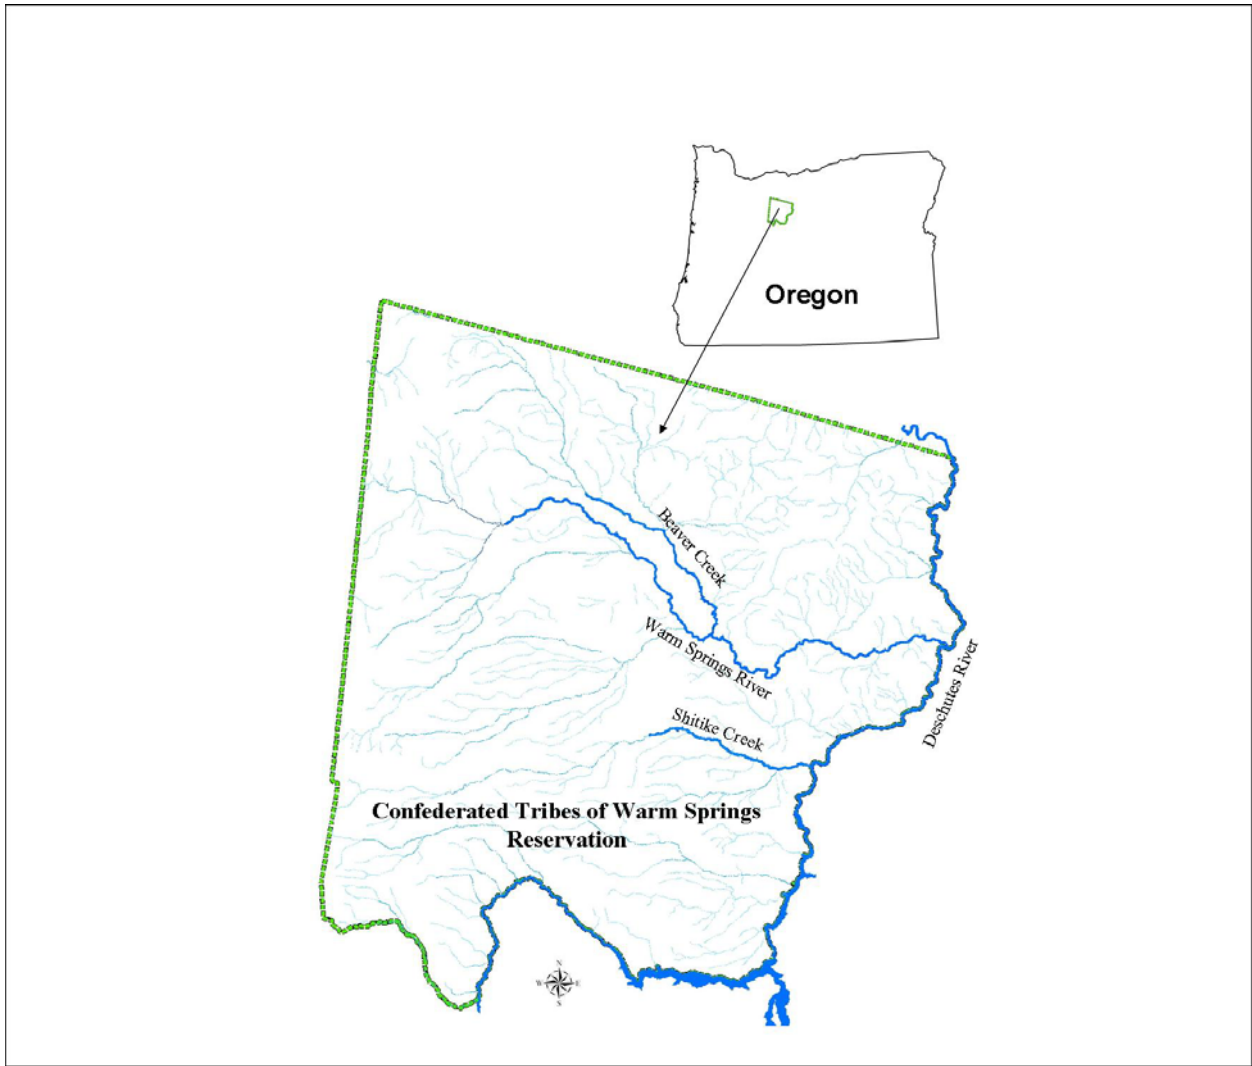 Oregon
Beaver Creek
Warm Springs River
Deschutes River
Shitike Creek
Confederated Tribes of Warm Springs
Reservation
N
W E
S